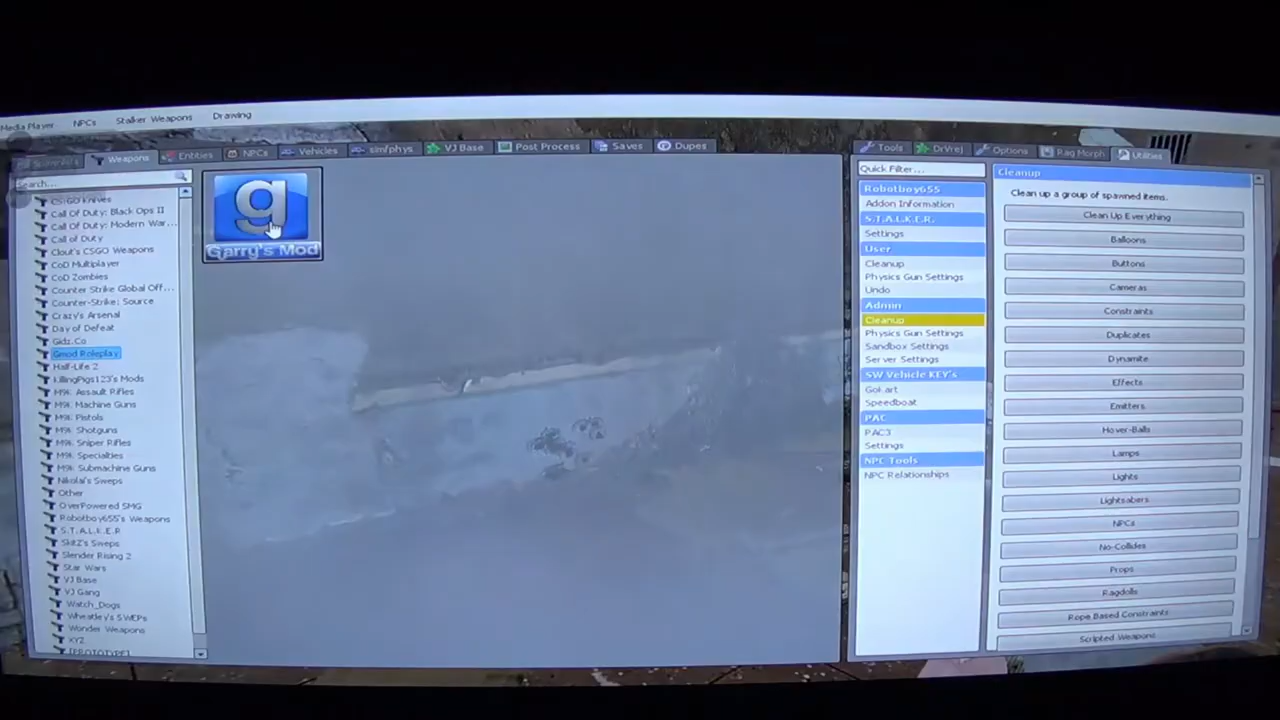 Media Player NPCs Stalker Weapons Drawing
Weapons Entities NPCs Vehicles simfphys VJ Base Post Process Saves Dupes
Search...
CS:GO Knives
Call Of Duty: Black Ops II
Call Of Duty: Modern War...
Call of Duty
Clout's CSGO Weapons
CoD Multiplayer
CoD Zombies
Counter Strike Global Off...
Counter-Strike: Source
Crazy's Arsenal
Day of Defeat
Gidz.Co
Gmod Roleplay
Half-Life 2
KillingPigs123's Mods
M9K Assault Rifles
M9K Machine Guns
M9K Pistols
M9K Shotguns
M9K Sniper Rifles
M9K Specialties
M9K Submachine Guns
Nikolai's Sweps
Other
OverPowered SMG
Robotboy655's Weapons
S.T.A.L.K.E.R
SkitZ's Sweps
Slender Rising 2
Star Wars
VJ Base
VJ Gang
Watch_Dogs
Wheatley's SWEPs
Wonder Weapons
XYZ
[PROTOTYPE]
g
Garry's Mod
Tools DrVrej Options Rag Morph Utilities
Quick Filter...
Robotboy655
Addon Information
S.T.A.L.K.E.R.
Settings
User
Cleanup
Physics Gun Settings
Undo
Admin
Cleanup
Physics Gun Settings
Sandbox Settings
Server Settings
SW Vehicle KEY's
GoKart
Speedboat
PAC
PAC3
Settings
NPC Tools
NPC Relationships
Cleanup
Clean up a group of spawned items.
Clean Up Everything
Balloons
Buttons
Cameras
Constraints
Duplicates
Dynamite
Effects
Emitters
Hover-Balls
Lamps
Lights
Lightsabers
NPCs
No-Collides
Props
Ragdolls
Rope Based Constraints
Scripted Weapons